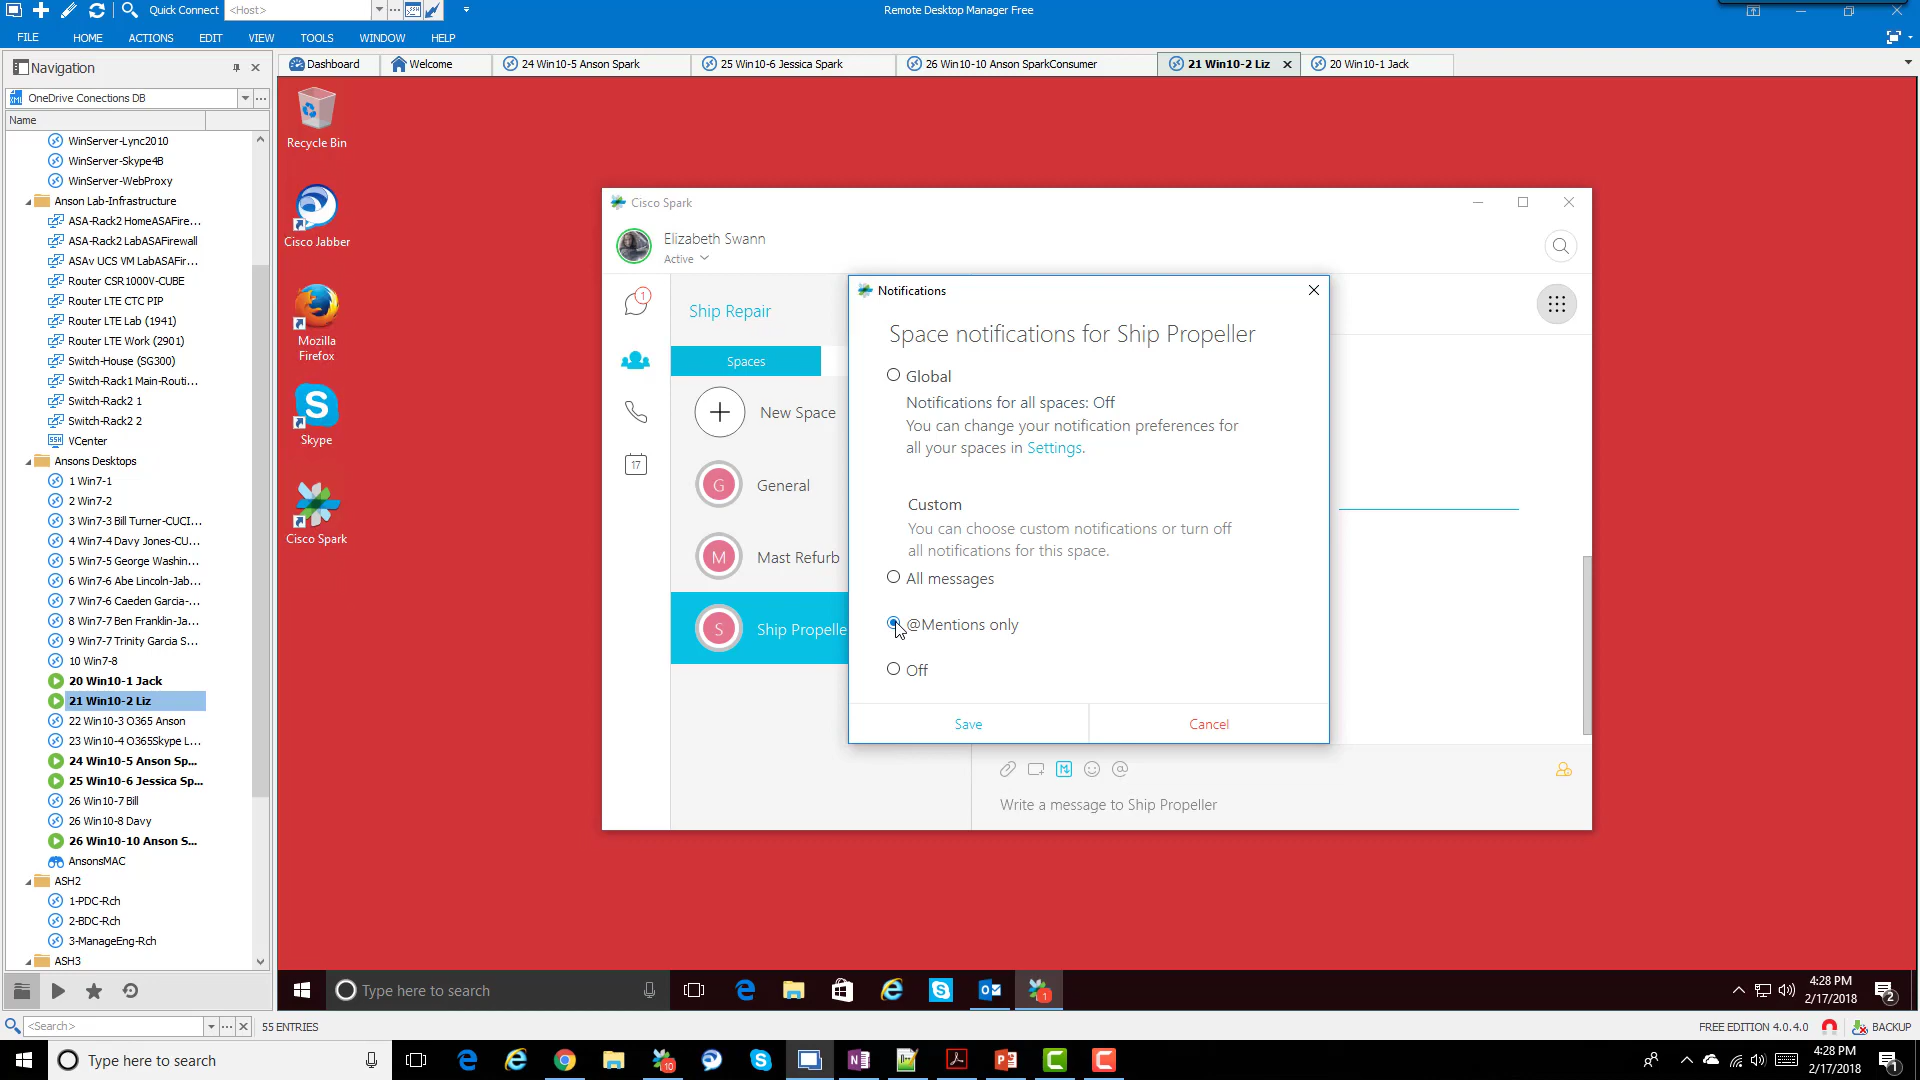 Quick Connect
<Host>
Remote Desktop Manager Free
FILE
HOME
ACTIONS
EDIT
VIEW
TOOLS
WINDOW
HELP
Navigation
Dashboard
Welcome
24 Win10-5 Anson Spark
25 Win10-6 Jessica Spark
26 Win10-10 Anson SparkConsumer
21 Win10-2 Liz
20 Win10-1 Jack
OneDrive Conections DB
Name
WinServer-Lync2010
WinServer-Skype4B
WinServer-WebProxy
Anson Lab-Infrastructure
ASA-Rack2 HomeASAFire...
ASA-Rack2 LabASAFirewall
ASAv UCS VM LabASAFir...
Router CSR1000V-CUBE
Router LTE CTC PIP
Router LTE Lab (1941)
Router LTE Work (2901)
Switch-House (SG300)
Switch-Rack1 Main-Routi...
Switch-Rack2 1
Switch-Rack2 2
VCenter
Ansons Desktops
1 Win7-1
2 Win7-2
3 Win7-3 Bill Turner-CUCI...
4 Win7-4 Davy Jones-CU...
5 Win7-5 George Washin...
6 Win7-6 Abe Lincoln-Jab...
7 Win7-6 Caeden Garcia-...
8 Win7-7 Ben Franklin-Ja...
9 Win7-7 Trinity Garcia S...
10 Win7-8
20 Win10-1 Jack
21 Win10-2 Liz
22 Win10-3 O365 Anson
23 Win10-4 O365Skype L...
24 Win10-5 Anson Sp...
25 Win10-6 Jessica Sp...
26 Win10-7 Bill
26 Win10-8 Davy
26 Win10-10 Anson S...
AnsonsMAC
ASH2
1-PDC-Rch
2-BDC-Rch
3-ManageEng-Rch
ASH3
<Search>
55 ENTRIES
Recycle Bin
Cisco Jabber
Mozilla
Firefox
Skype
Cisco Spark
Cisco Spark
Elizabeth Swann
Active
1
17
Ship Repair
Spaces
New Space
G
General
M
Mast Refurb
S
Ship Propelle
Notifications
Space notifications for Ship Propeller
Global
Notifications for all spaces: Off
You can change your notification preferences for
all your spaces in Settings.
Custom
You can choose custom notifications or turn off
all notifications for this space.
All messages
@Mentions only
Off
Save
Cancel
Write a message to Ship Propeller
Type here to search
1
4:28 PM
2/17/2018
2
FREE EDITION 4.0.4.0
BACKUP
Type here to search
10
4:28 PM
2/17/2018
1